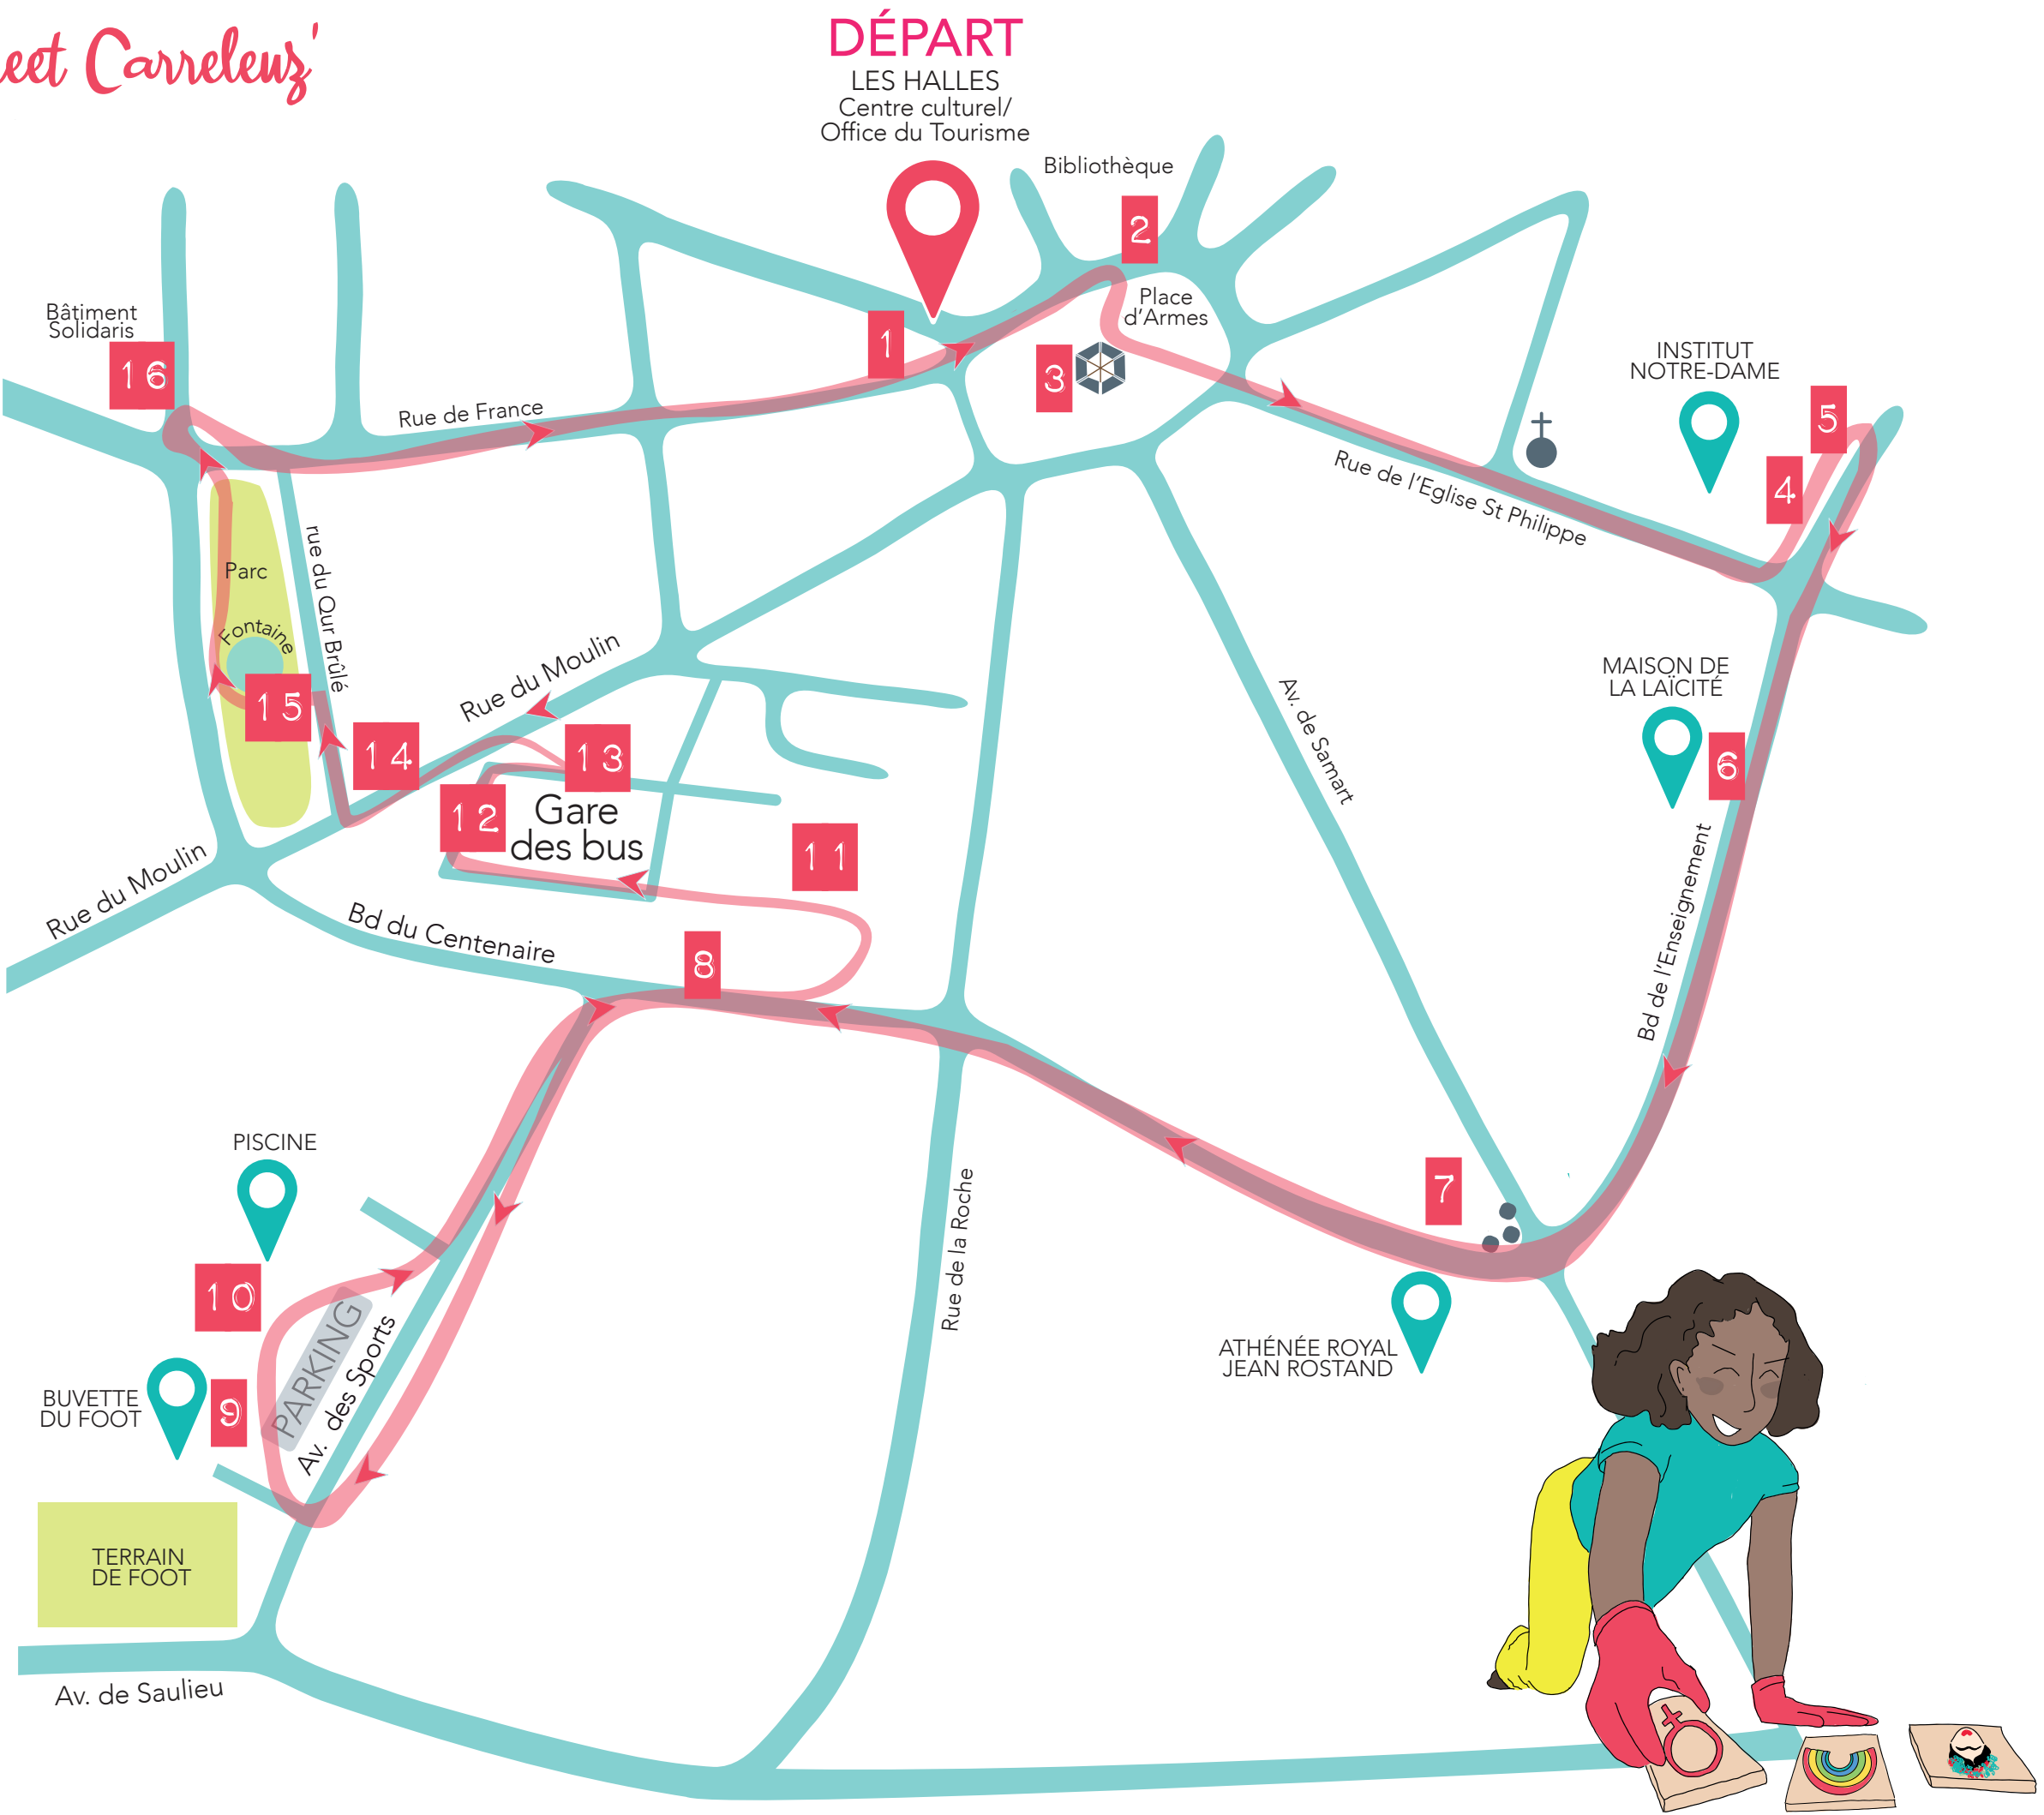 eet Carreleuz'
DÉPART
LES HALLES
Centre culturel/
Office du Tourisme
Bibliothèque
2
Place
d'Armes
1
3
Bâtiment
Solidaris
16
Rue de France
INSTITUT
NOTRE-DAME
5
4
Rue de l'Eglise St Philippe
Parc
Fontaine
rue du Qur Brûlé
15
14
Rue du Moulin
13
12
Gare
des bus
11
Av. de Samart
MAISON DE
LA LAÏCITÉ
6
Bd de l'Enseignement
Rue du Moulin
Bd du Centenaire
8
PISCINE
10
PARKING
Av. des Sports
BUVETTE
DU FOOT
9
Rue de la Roche
7
ATHÉNÉE ROYAL
JEAN ROSTAND
TERRAIN
DE FOOT
Av. de Saulieu